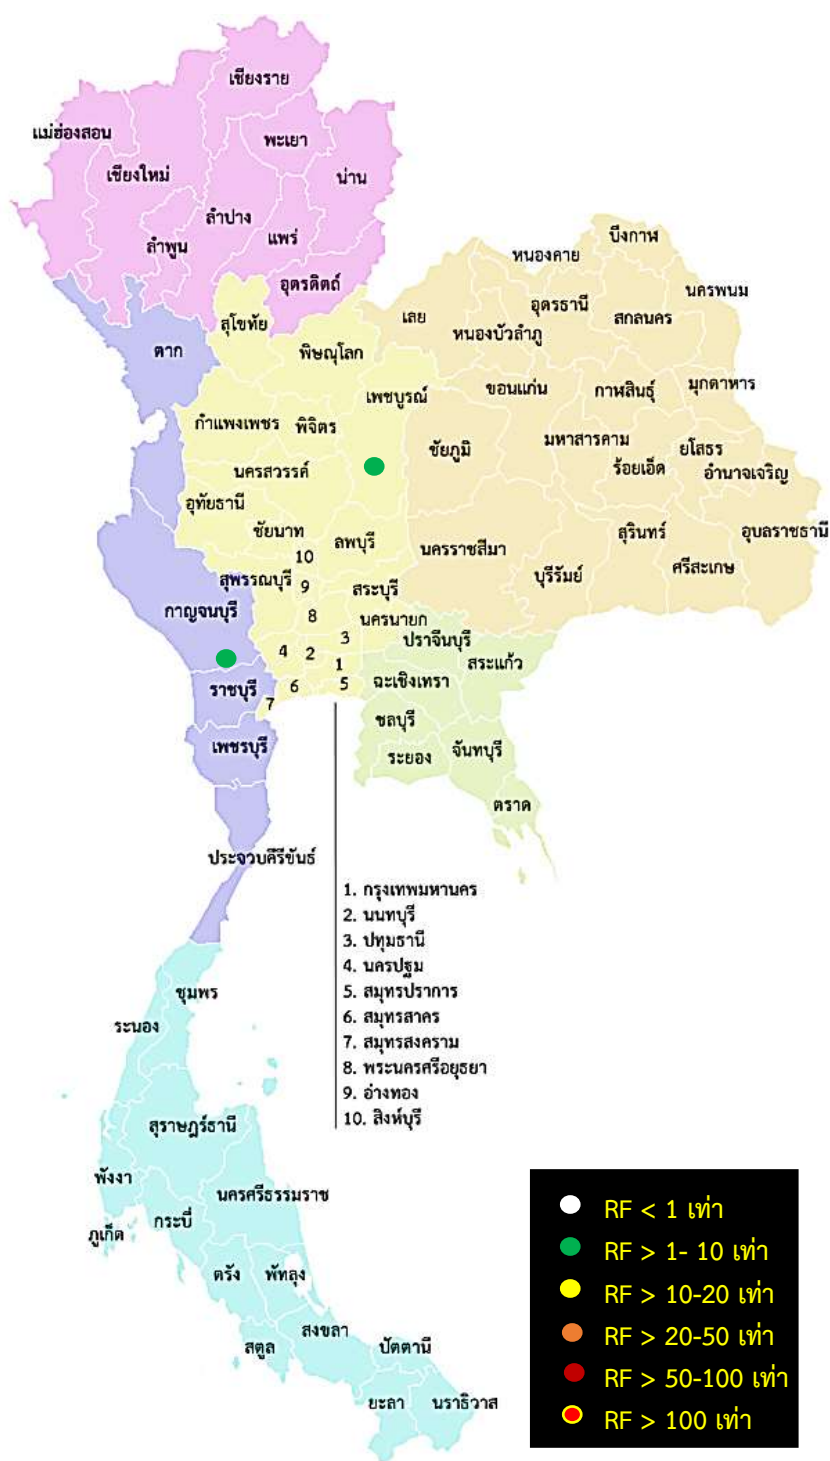 เชียงราย
แม่ฮ่องสอน
พะเยา
เชียงใหม่
น่าน
ลำปาง
แพร่
ลำพูน
อุตรดิตถ์
บึงกาฬ
หนองคาย
นครพนม
อุดรธานี
เลย
สกลนคร
สุโขทัย
หนองบัวลำภู
ตาก
พิษณุโลก
เพชบูรณ์
ขอนแก่น
กาฬสินธุ์
มุกดาหาร
กำแพงเพชร
พิจิตร
มหาสารคาม
ชัยภูมิ
ยโสธร
นครสวรรค์
ร้อยเอ็ด
อำนาจเจริญ
อุทัยธานี
ชัยนาท
ลพบุรี
นครราชสีมา
สุรินทร์
อุบลราชธานี
10
ศรีสะเกษ
สุพรรณบุรี
9
สระบุรี
บุรีรัมย์
กาญจนบุรี
8
นครนายก
3
ปราจีนบุรี
4
2
1
สระแก้ว
ราชบุรี
6
5
ฉะเชิงเทรา
7
ชลบุรี
เพชรบุรี
ระยอง
จันทบุรี
ตราด
ประจวบคีรีขันธ์
1. กรุงเทพมหานคร
2. นนทบุรี
3. ปทุมธานี
4. นครปฐม
5. สมุทรปราการ
6. สมุทรสาคร
7. สมุทรสงคราม
8. พระนครศรีอยุธยา
9. อ่างทอง
10. สิงห์บุรี
ชุมพร
ระนอง
สุราษฎร์ธานี
พังงา
นครศรีธรรมราช
กระบี่
ภูเก็ต
ตรัง
พัทลุง
สงขลา
สตูล
ปัตตานี
ยะลา
นราธิวาส
RF < 1 เท่า
RF > 1- 10 เท่า
RF > 10-20 เท่า
RF > 20-50 เท่า
RF > 50-100 เท่า
RF > 100 เท่า